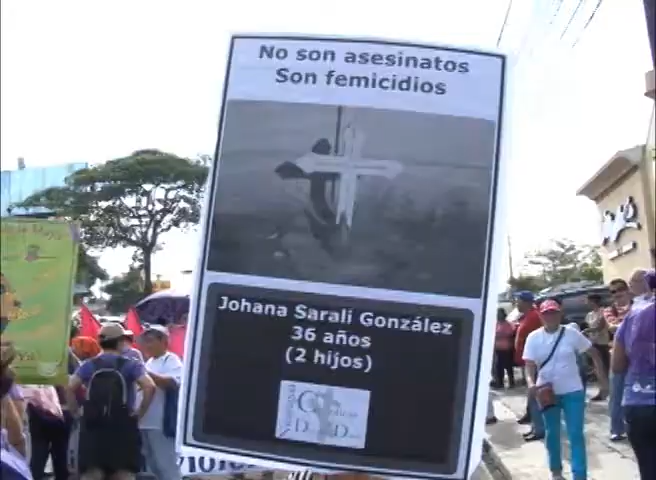 No son asesinatos
Son femicidios
Johana Sarali González
36 años
(2 hijos)